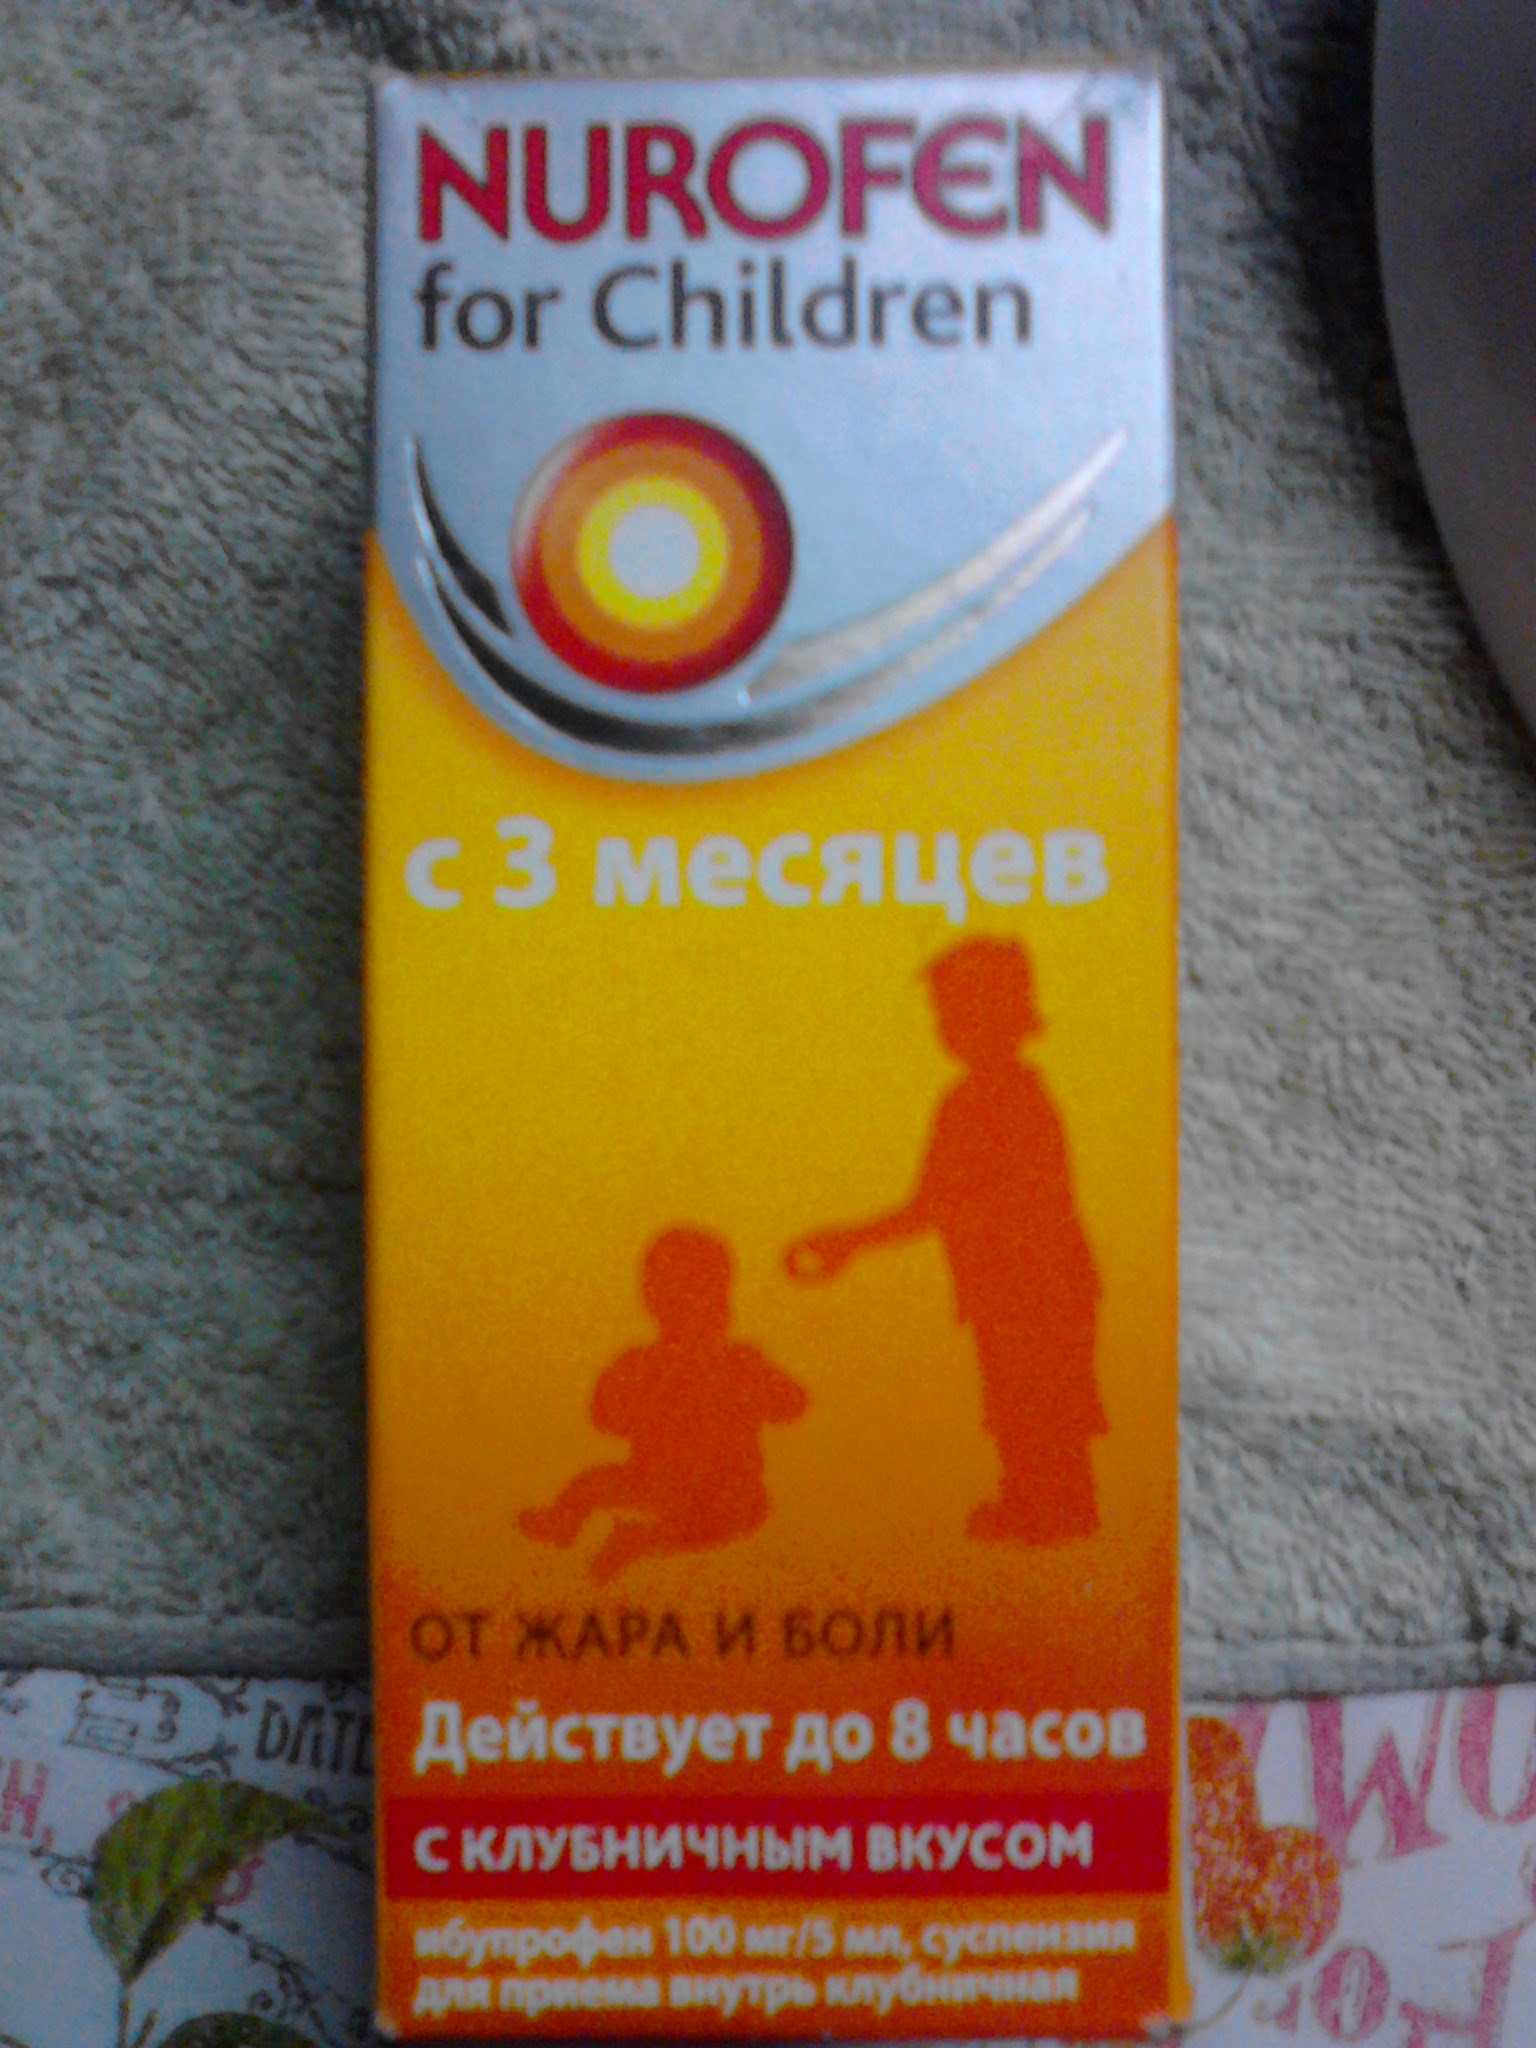 NUROFEN
for Children
с 3 месяцев
ОТ ЖАРА И БОЛИ
Действует до 8 часов
С КЛУБНИЧНЫМ ВКУСОМ
ибупрофен 100 мг/5 мл, суспензия
для приема внутрь клубничная